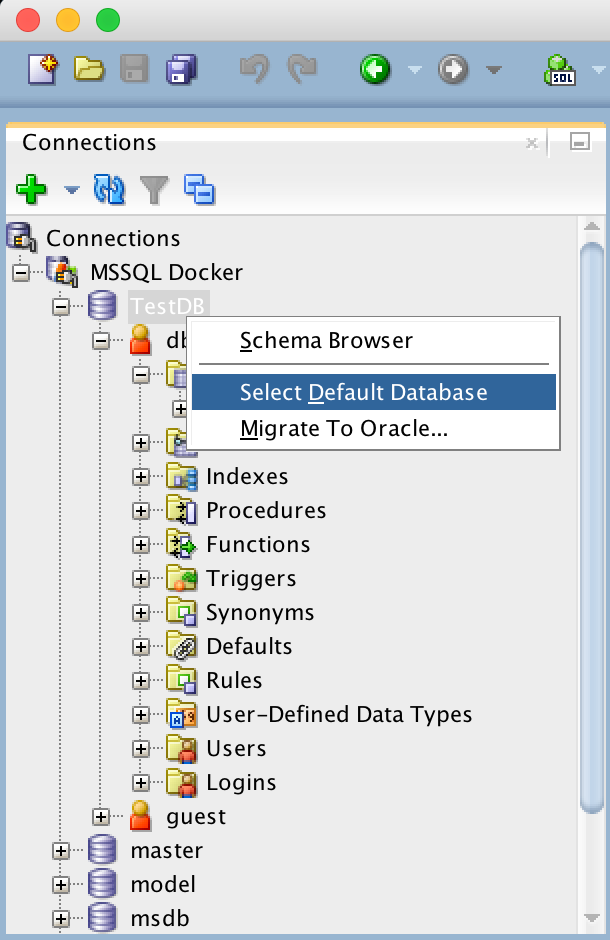 SQL
Connections
Connections
MSSQL Docker
TestDB
db
Schema Browser
Select Default Database
Migrate To Oracle...
Indexes
Procedures
Functions
Triggers
Synonyms
Defaults
Rules
User-Defined Data Types
Users
Logins
guest
master
model
msdb